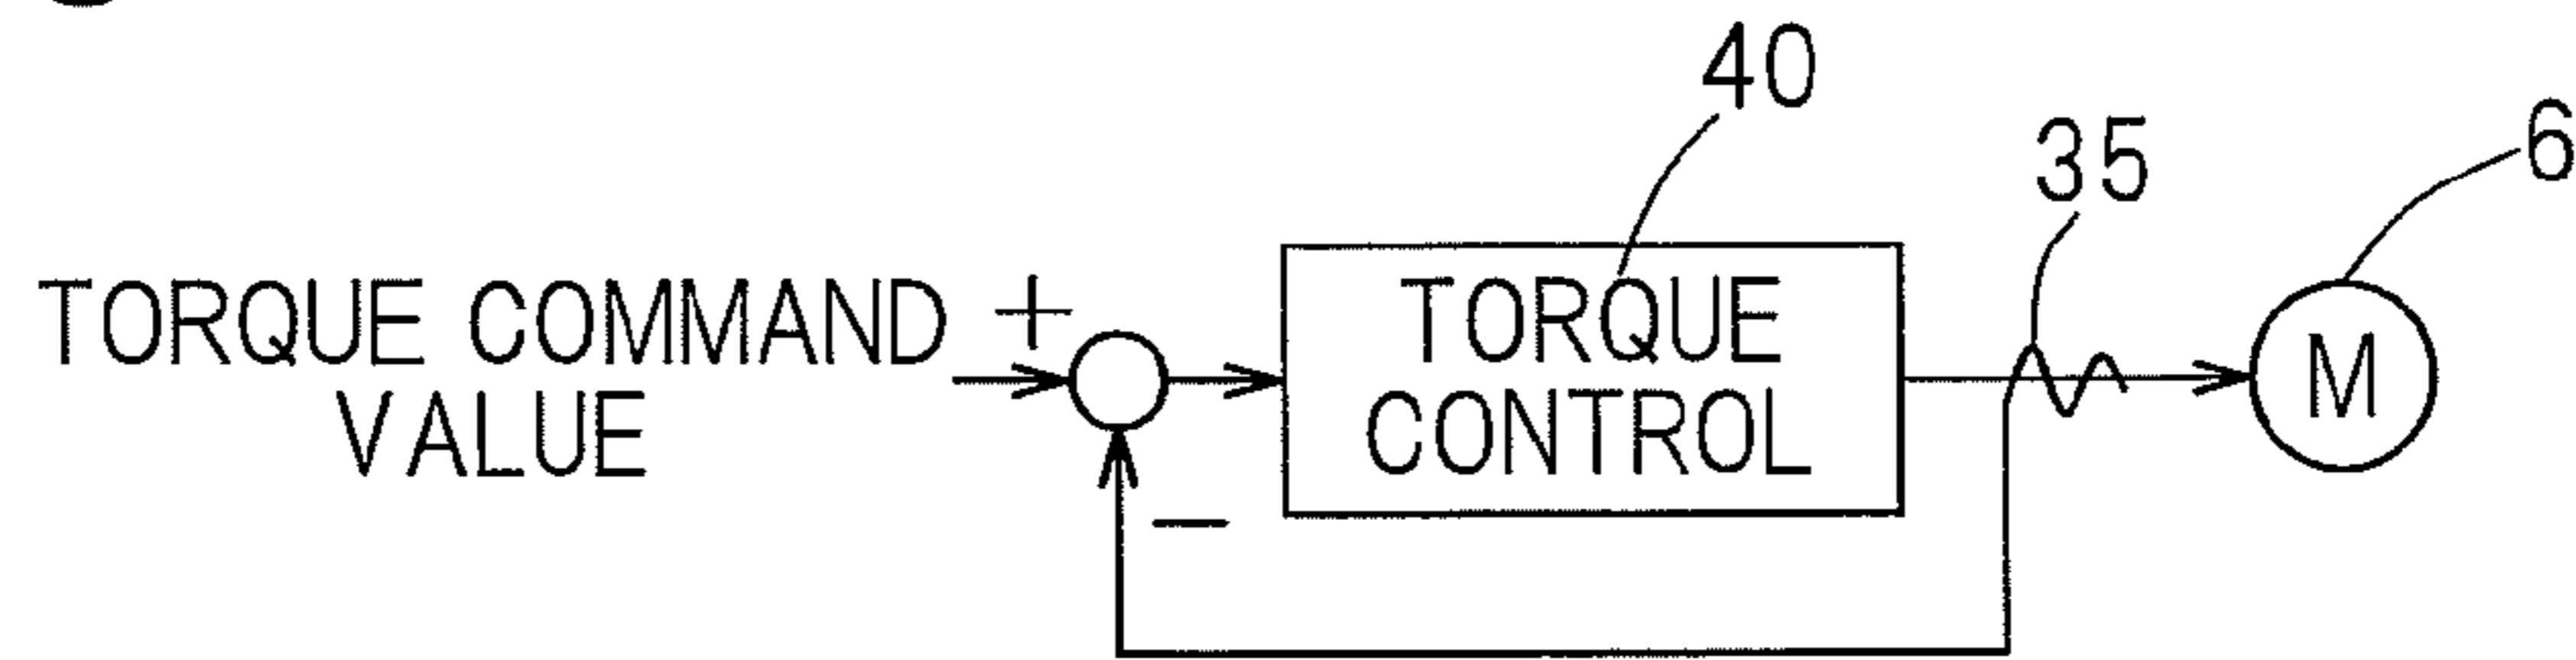 40
35
6
TORQUE COMMAND
VALUE
+
−
TORQUE
CONTROL
M